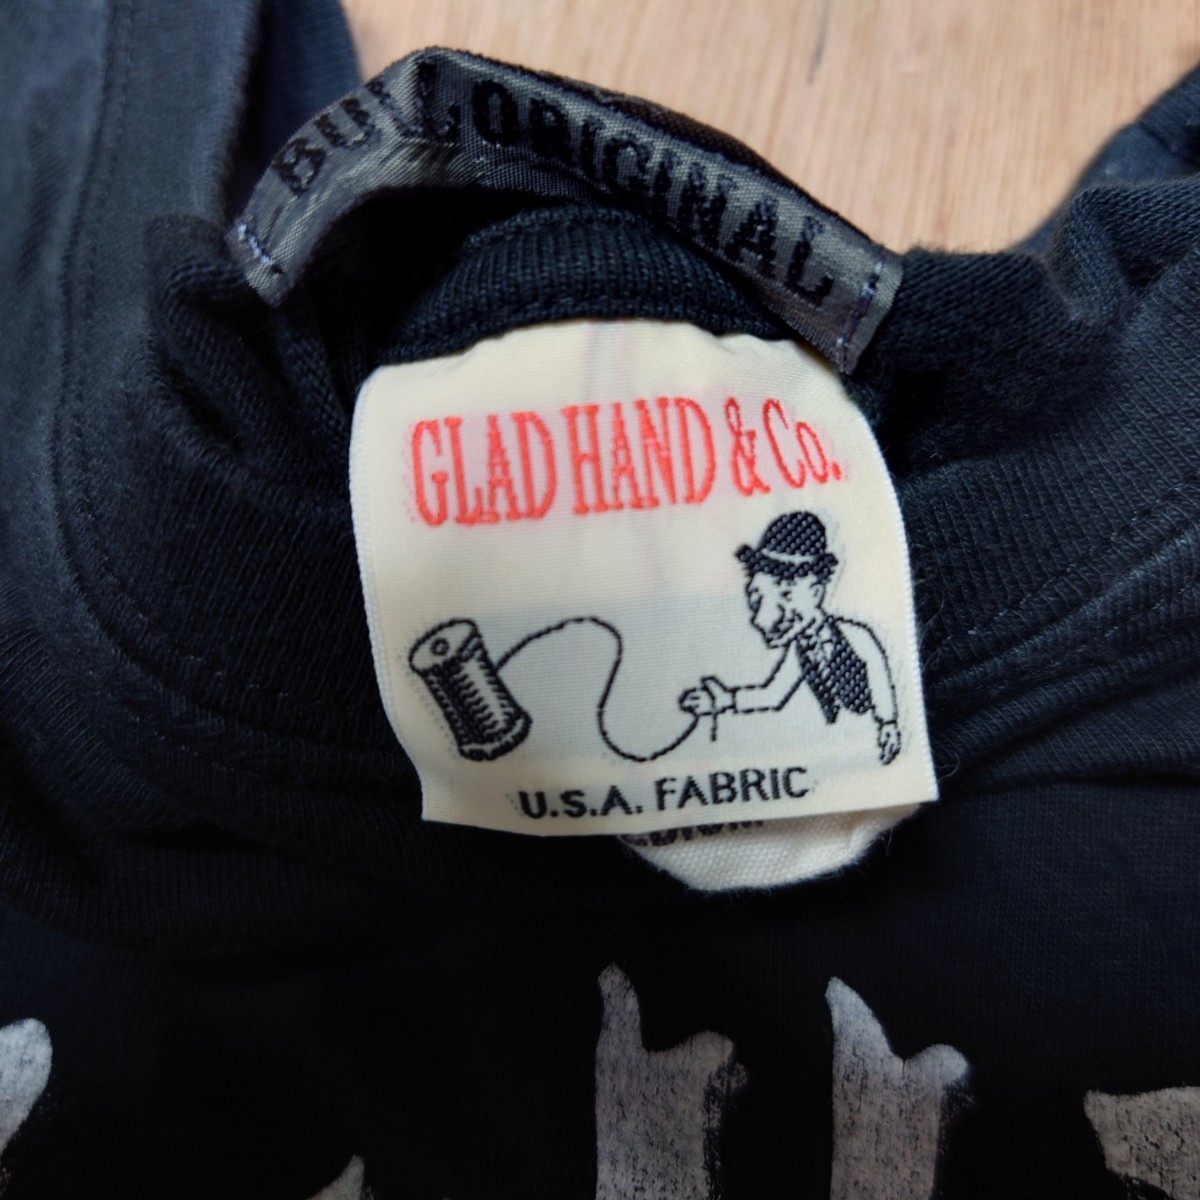 BULL ORIGINAL
GLAD HAND & Co.
U.S.A. FABRIC